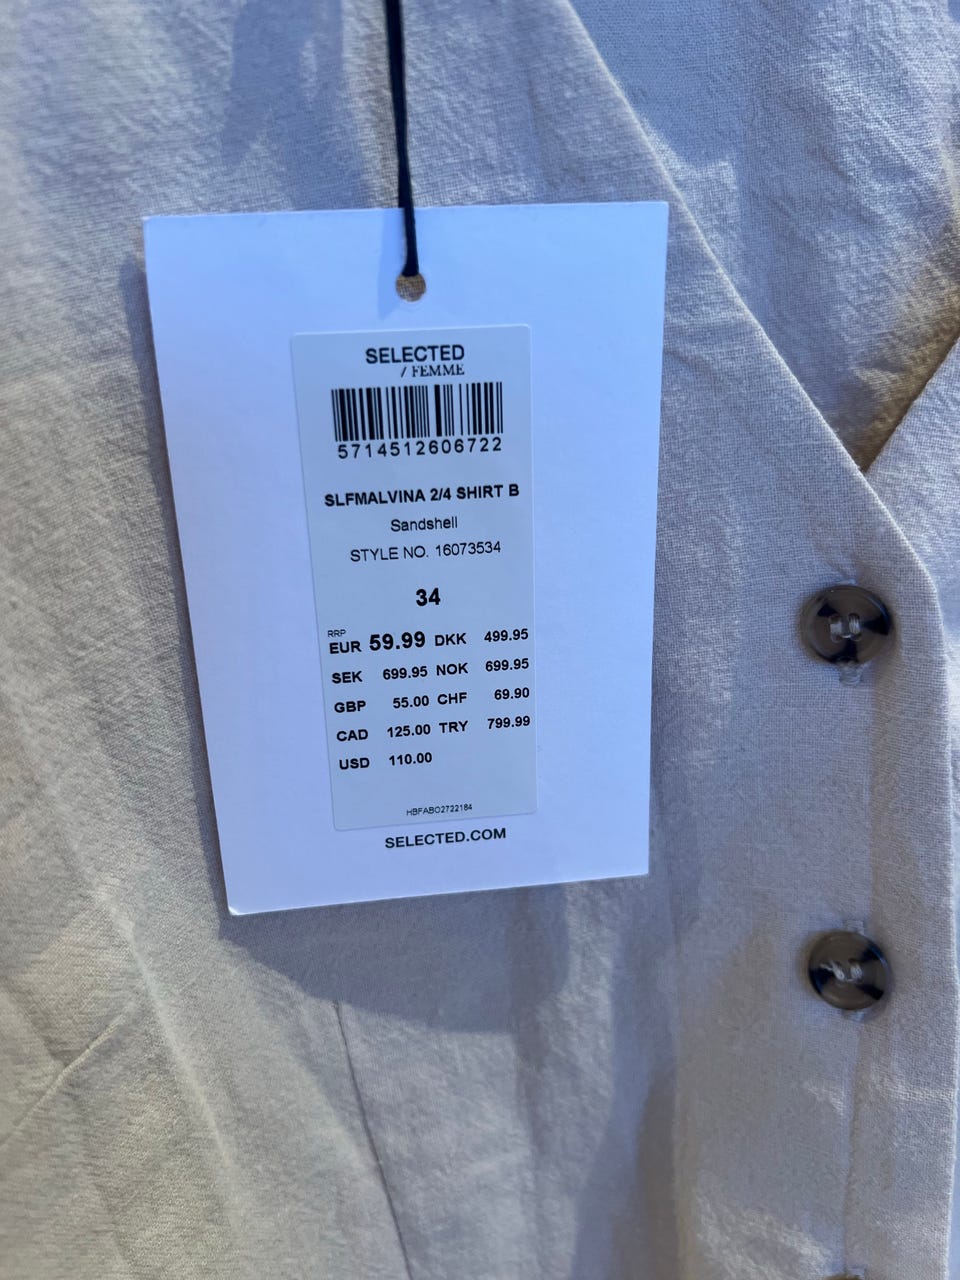 SELECTED
/ FEMME
5714512606722
SLFMALVINA 2/4 SHIRT B
Sandshell
STYLE NO. 16073534
34
RRP
EUR 59.99 DKK 499.95
SEK 699.95 NOK 699.95
GBP 55.00 CHF 69.90
CAD 125.00 TRY 799.99
USD 110.00
HBFABO2722184
SELECTED.COM